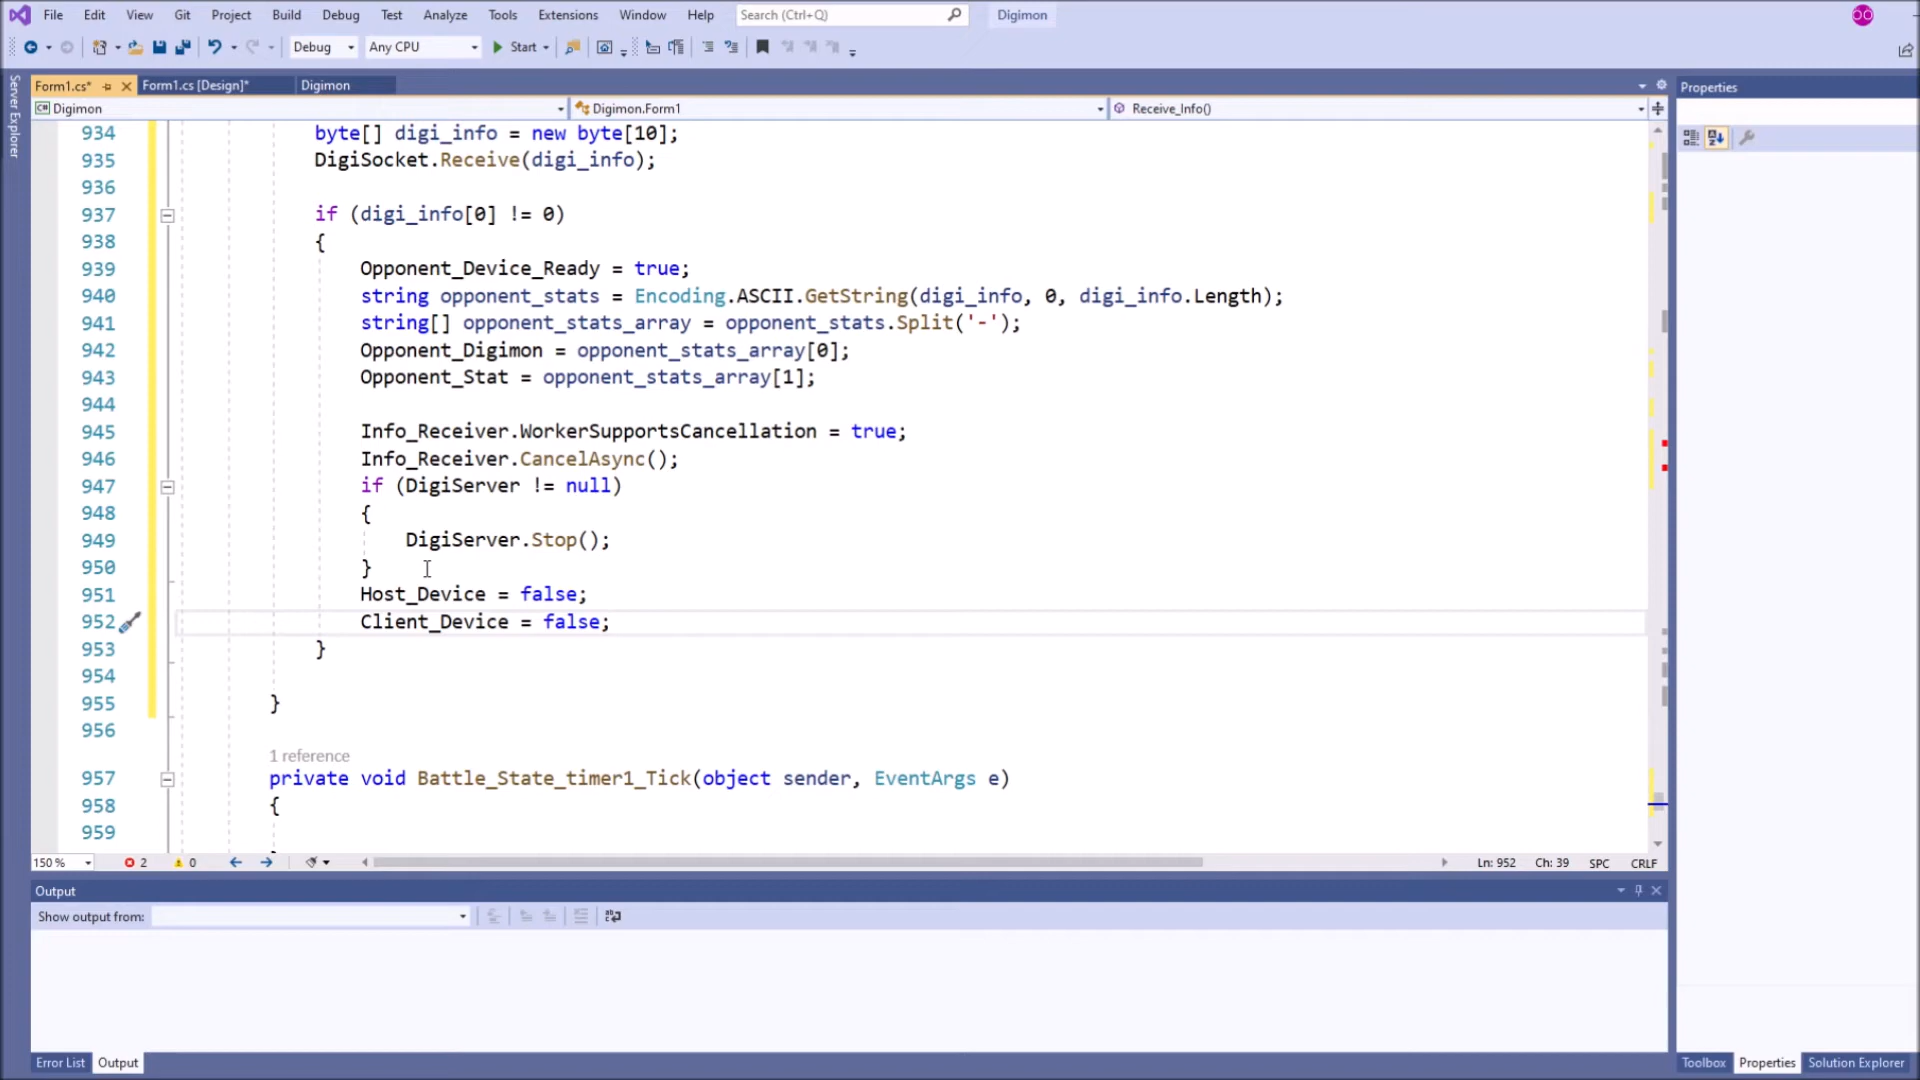 File Edit View Git Project Build Debug Test Analyze Tools Extensions Window Help Search (Ctrl+Q) Digimon
Debug Any CPU Start
Form1.cs* Form1.cs [Design]* Digimon Properties
C# Digimon Digimon.Form1 Receive_Info()
Server Explorer
934 byte[] digi_info = new byte[10];
935 DigiSocket.Receive(digi_info);
936
937 if (digi_info[0] != 0)
938 {
939 Opponent_Device_Ready = true;
940 string opponent_stats = Encoding.ASCII.GetString(digi_info, 0, digi_info.Length);
941 string[] opponent_stats_array = opponent_stats.Split('-');
942 Opponent_Digimon = opponent_stats_array[0];
943 Opponent_Stat = opponent_stats_array[1];
944
945 Info_Receiver.WorkerSupportsCancellation = true;
946 Info_Receiver.CancelAsync();
947 if (DigiServer != null)
948 {
949 DigiServer.Stop();
950 }
951 Host_Device = false;
952 Client_Device = false;
953 }
954
955 }
956
1 reference
957 private void Battle_State_timer1_Tick(object sender, EventArgs e)
958 {
959
150 % 2 0 Ln: 952 Ch: 39 SPC CRLF
Output
Show output from:
Error List Output Toolbox Properties Solution Explorer